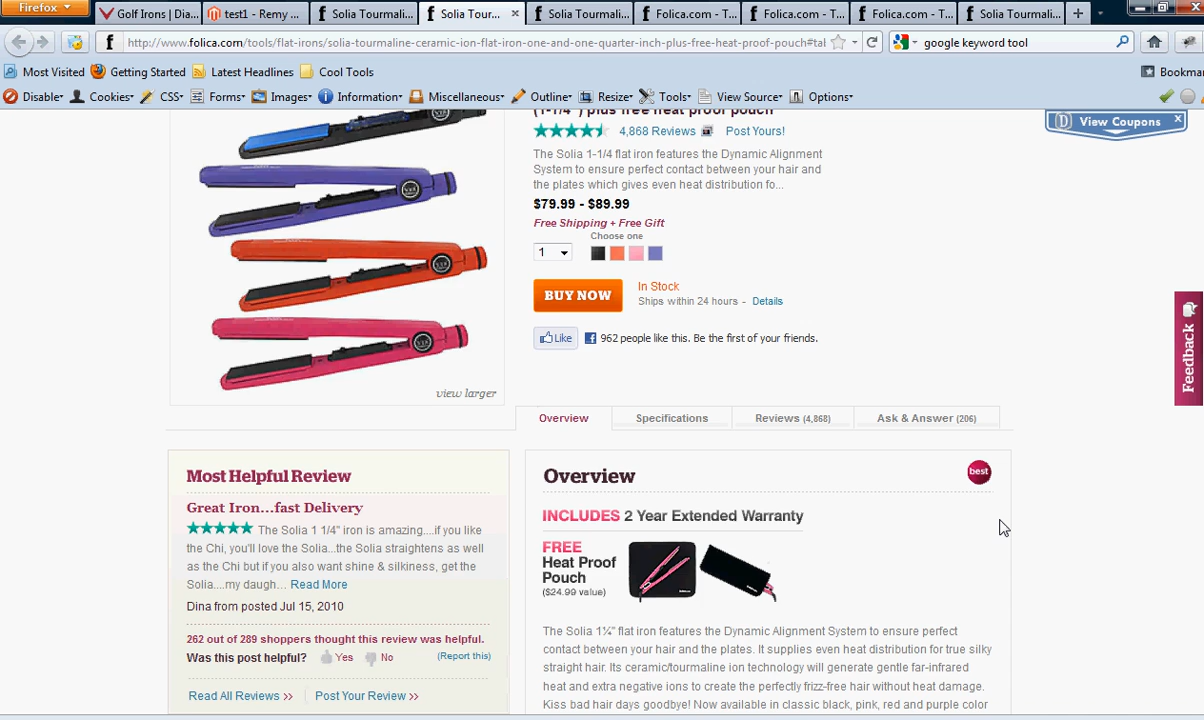 Firefox
Golf Irons | Dia...
test1 - Remy ...
Solia Tourmali...
Solia Tour...
Solia Tourmali...
Folica.com - T...
Folica.com - T...
Folica.com - T...
Solia Tourmali...
http://www.folica.com/tools/flat-irons/solia-tourmaline-ceramic-ion-flat-iron-one-and-one-quarter-inch-plus-free-heat-proof-pouch#tal
google keyword tool
Most Visited
Getting Started
Latest Headlines
Cool Tools
Bookma
Disable
Cookies
CSS
Forms
Images
Information
Miscellaneous
Outline
Resize
Tools
View Source
Options
(1-1/4") plus free heat proof pouch
View Coupons
4,868 Reviews
Post Yours!
The Solia 1-1/4 flat iron features the Dynamic Alignment
System to ensure perfect contact between your hair and
the plates which gives even heat distribution fo...
$79.99 - $89.99
Free Shipping + Free Gift
Choose one
1
BUY NOW
In Stock
Ships within 24 hours - Details
Like
962 people like this. Be the first of your friends.
Feedback
view larger
Overview
Specifications
Reviews (4,868)
Ask & Answer (206)
Most Helpful Review
Great Iron...fast Delivery
The Solia 1 1/4" iron is amazing....if you like
the Chi, you'll love the Solia...the Solia straightens as well
as the Chi but if you also want shine & silkiness, get the
Solia....my daugh... Read More
Dina from posted Jul 15, 2010
262 out of 289 shoppers thought this review was helpful.
Was this post helpful? Yes No (Report this)
Read All Reviews >>
Post Your Review >>
Overview
best
INCLUDES 2 Year Extended Warranty
FREE
Heat Proof
Pouch
($24.99 value)
The Solia 1¼" flat iron features the Dynamic Alignment System to ensure perfect
contact between your hair and the plates. It supplies even heat distribution for true silky
straight hair. Its ceramic/tourmaline ion technology will generate gentle far-infrared
heat and extra negative ions to create the perfectly frizz-free hair without heat damage.
Kiss bad hair days goodbye! Now available in classic black, pink, red and purple color